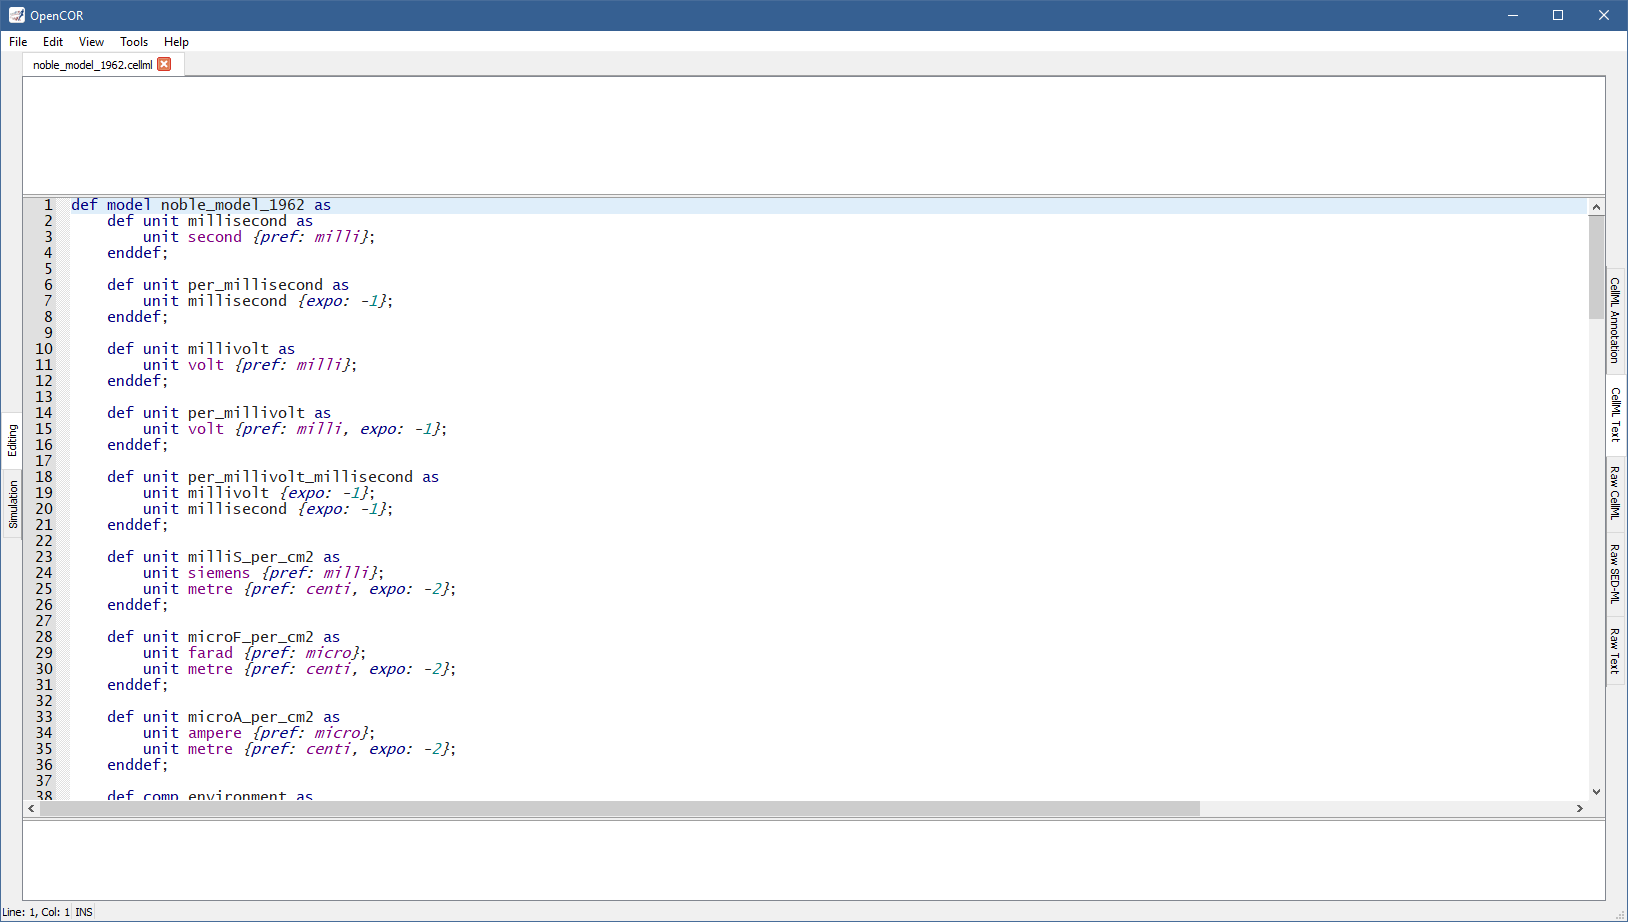 OpenCOR
File Edit View Tools Help
noble_model_1962.cellml
1 def model noble_model_1962 as
2     def unit millisecond as
3         unit second {pref: milli};
4     enddef;
5
6     def unit per_millisecond as
7         unit millisecond {expo: -1};
8     enddef;
9
10     def unit millivolt as
11         unit volt {pref: milli};
12     enddef;
13
14     def unit per_millivolt as
15         unit volt {pref: milli, expo: -1};
16     enddef;
17
18     def unit per_millivolt_millisecond as
19         unit millivolt {expo: -1};
20         unit millisecond {expo: -1};
21     enddef;
22
23     def unit milliS_per_cm2 as
24         unit siemens {pref: milli};
25         unit metre {pref: centi, expo: -2};
26     enddef;
27
28     def unit microF_per_cm2 as
29         unit farad {pref: micro};
30         unit metre {pref: centi, expo: -2};
31     enddef;
32
33     def unit microA_per_cm2 as
34         unit ampere {pref: micro};
35         unit metre {pref: centi, expo: -2};
36     enddef;
37
38     def comp environment as
Editing
Simulation
CellML Annotation
CellML Text
Raw CellML
Raw SED-ML
Raw Text
Line: 1, Col: 1 INS